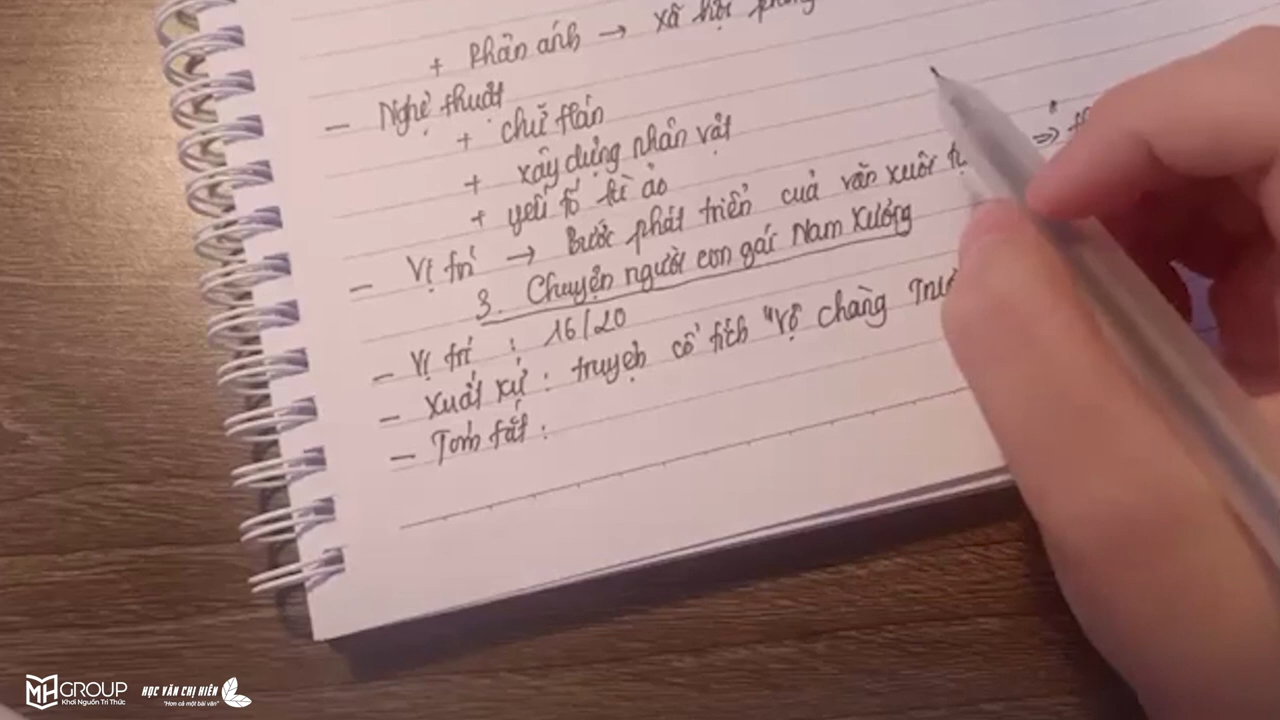 + Phản ánh → xã hội phong
- Nghệ thuật
+ chữ Hán
+ xây dựng nhân vật
+ yếu tố kì ảo
- Vị trí → Bước phát triển của văn xuôi tự
3. Chuyện người con gái Nam Xương
- Vị trí : 16/20
- Xuất xứ : truyện cổ tích "Vợ chàng
- Tóm tắt :
MH GROUP
Khơi Nguồn Tri Thức
HỌC VĂN CHỊ HIÊN
"Hơn cả một bài văn"